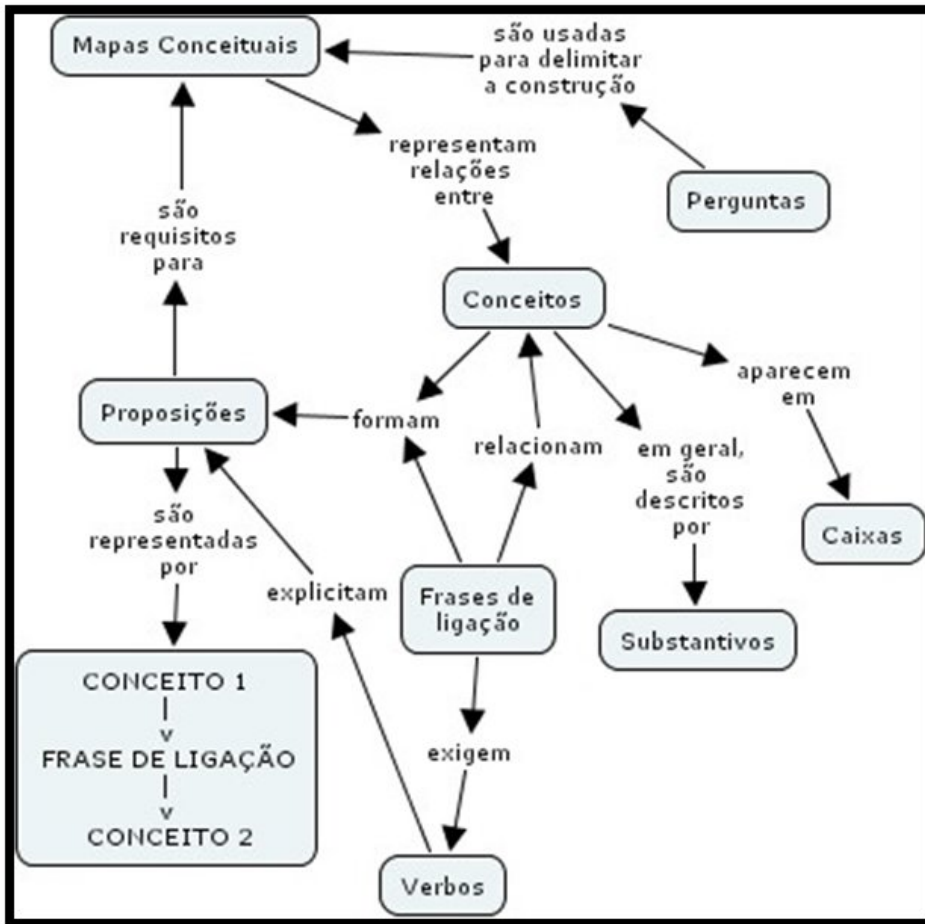 Mapas Conceituais
são usadas
para delimitar
a construção
representam
relações
entre
Perguntas
são
requisitos
para
Conceitos
aparecem
em
Proposições
formam
relacionam
em geral,
são
descritos
por
são
representadas
por
Caixas
explicitam
Frases de
ligação
Substantivos
CONCEITO 1
|
v
FRASE DE LIGAÇÃO
|
v
CONCEITO 2
exigem
Verbos